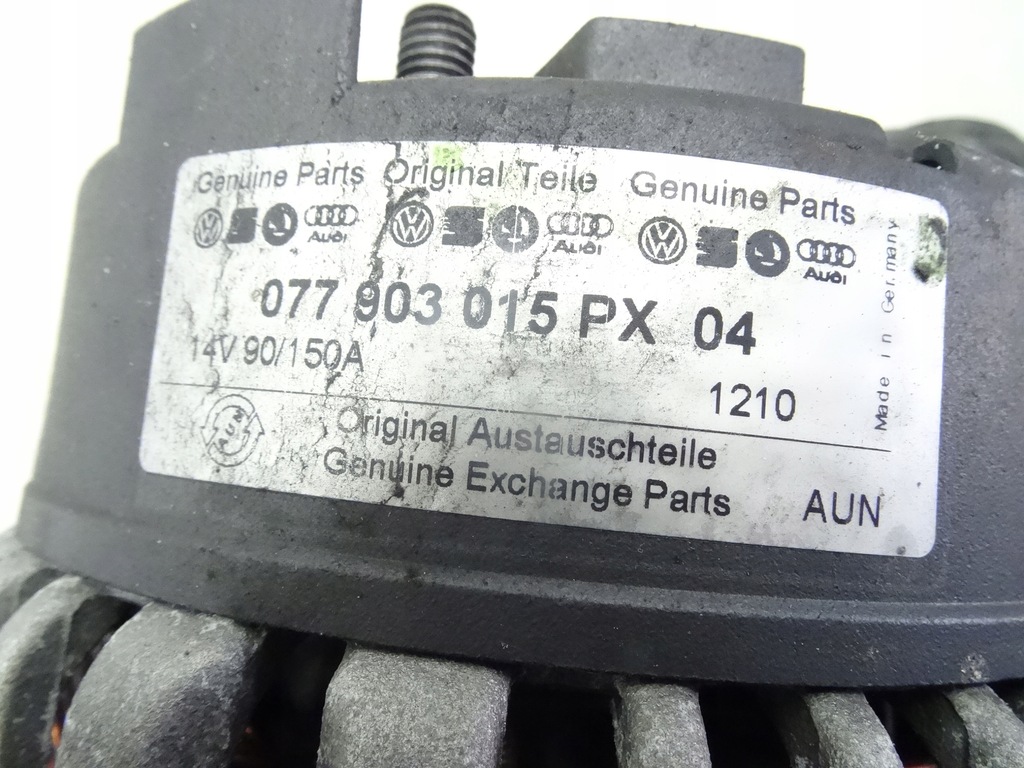 Genuine Parts Original Teile Genuine Parts
Audi Audi Audi
077 903 015 PX 04
14V 90/150A
1210
Made in Germany
AUN
Original Austauschteile
Genuine Exchange Parts
AUN